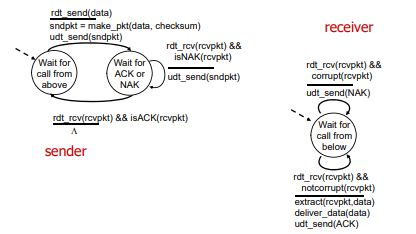 rdt_send(data)
sndpkt = make_pkt(data, checksum)
udt_send(sndpkt)
Wait for
call from
above
Wait for
ACK or
NAK
rdt_rcv(rcvpkt) &&
isNAK(rcvpkt)
udt_send(sndpkt)
rdt_rcv(rcvpkt) && isACK(rcvpkt)
Λ
sender
receiver
rdt_rcv(rcvpkt) &&
corrupt(rcvpkt)
udt_send(NAK)
Wait for
call from
below
rdt_rcv(rcvpkt) &&
notcorrupt(rcvpkt)
extract(rcvpkt,data)
deliver_data(data)
udt_send(ACK)